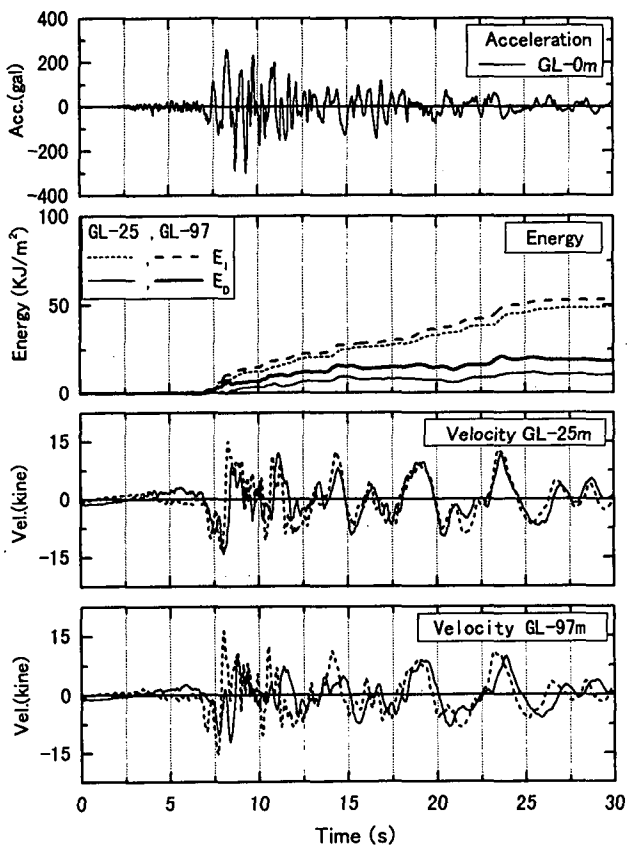 400
200
0
-200
-400
Acc.(gal)
Acceleration
GL-0m
100
50
0
Energy (KJ/m²)
GL-25 , GL-97
, E_I
, E_D
Energy
15
0
-15
Vel.(kine)
Velocity GL-25m
15
0
-15
Vel.(kine)
Velocity GL-97m
0 5 10 15 20 25 30
Time (s)